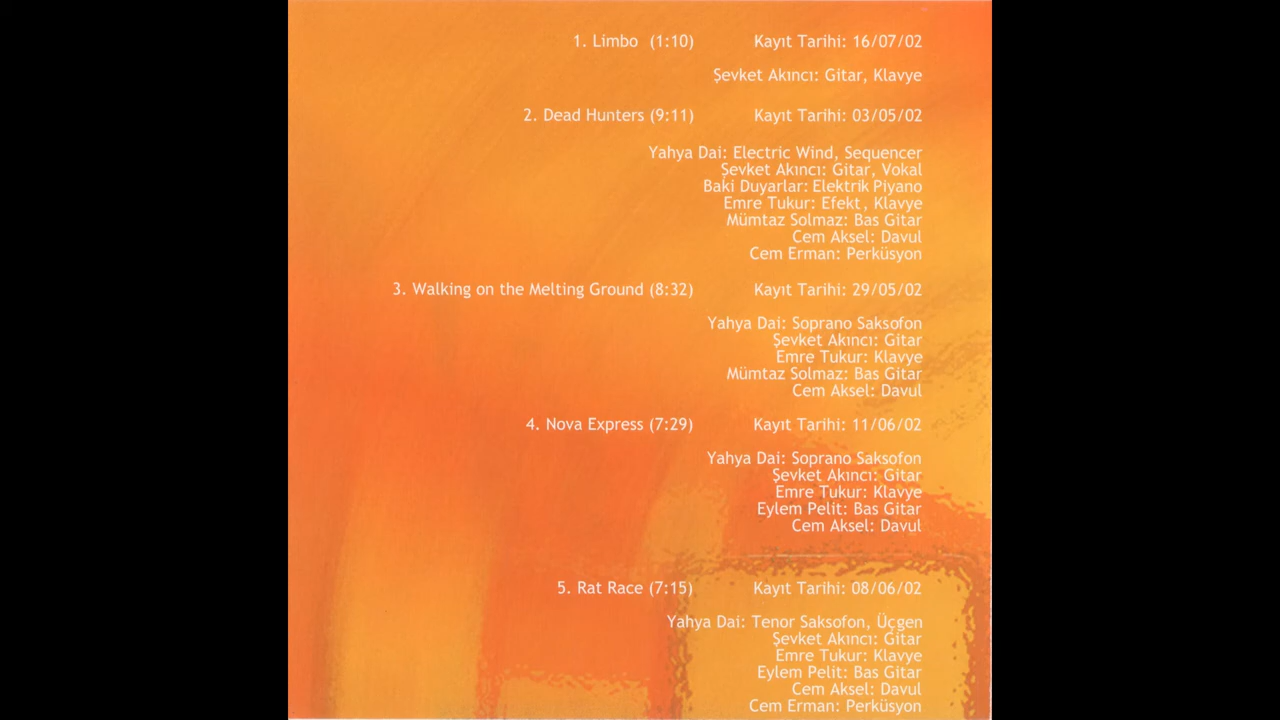 1. Limbo (1:10) Kayıt Tarihi: 16/07/02
Şevket Akıncı: Gitar, Klavye
2. Dead Hunters (9:11) Kayıt Tarihi: 03/05/02
Yahya Dai: Electric Wind, Sequencer
Şevket Akıncı: Gitar, Vokal
Baki Duyarlar: Elektrik Piyano
Emre Tukur: Efekt, Klavye
Mümtaz Solmaz: Bas Gitar
Cem Aksel: Davul
Cem Erman: Perküsyon
3. Walking on the Melting Ground (8:32) Kayıt Tarihi: 29/05/02
Yahya Dai: Soprano Saksofon
Şevket Akıncı: Gitar
Emre Tukur: Klavye
Mümtaz Solmaz: Bas Gitar
Cem Aksel: Davul
4. Nova Express (7:29) Kayıt Tarihi: 11/06/02
Yahya Dai: Soprano Saksofon
Şevket Akıncı: Gitar
Emre Tukur: Klavye
Eylem Pelit: Bas Gitar
Cem Aksel: Davul
5. Rat Race (7:15) Kayıt Tarihi: 08/06/02
Yahya Dai: Tenor Saksofon, Üçgen
Şevket Akıncı: Gitar
Emre Tukur: Klavye
Eylem Pelit: Bas Gitar
Cem Aksel: Davul
Cem Erman: Perküsyon